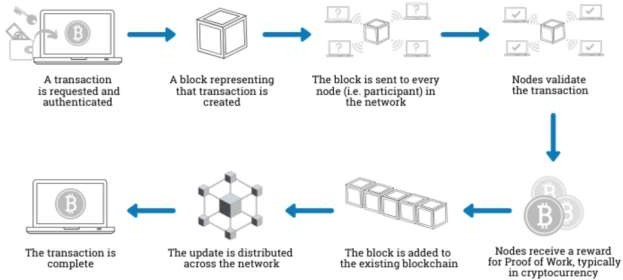 A transaction
is requested and
authenticated
A block representing
that transaction is
created
The block is sent to every
node (i.e. participant) in
the network
Nodes validate
the transaction
Nodes receive a reward
for Proof of Work, typically
in cryptocurrency
The block is added to
the existing blockchain
The update is distributed
across the network
The transaction is
complete